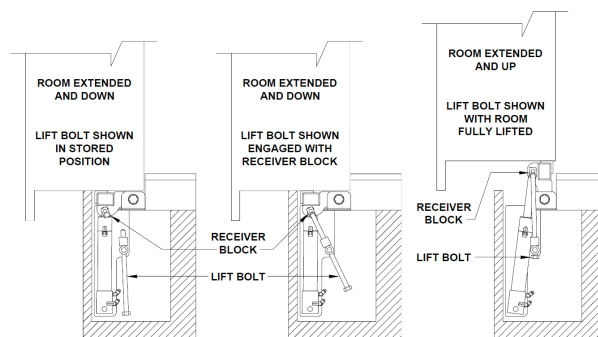 ROOM EXTENDED
AND DOWN
LIFT BOLT SHOWN
IN STORED
POSITION
ROOM EXTENDED
AND DOWN
LIFT BOLT SHOWN
ENGAGED WITH
RECEIVER BLOCK
ROOM EXTENDED
AND UP
LIFT BOLT SHOWN
WITH ROOM
FULLY LIFTED
RECEIVER
BLOCK
LIFT BOLT
RECEIVER
BLOCK
LIFT BOLT